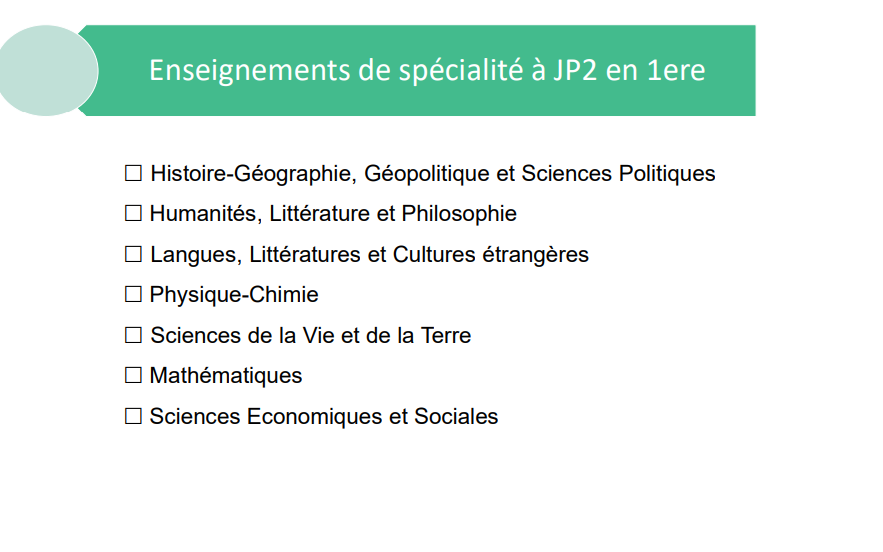 Enseignements de spécialité à JP2 en 1ere
☐ Histoire-Géographie, Géopolitique et Sciences Politiques
☐ Humanités, Littérature et Philosophie
☐ Langues, Littératures et Cultures étrangères
☐ Physique-Chimie
☐ Sciences de la Vie et de la Terre
☐ Mathématiques
☐ Sciences Economiques et Sociales